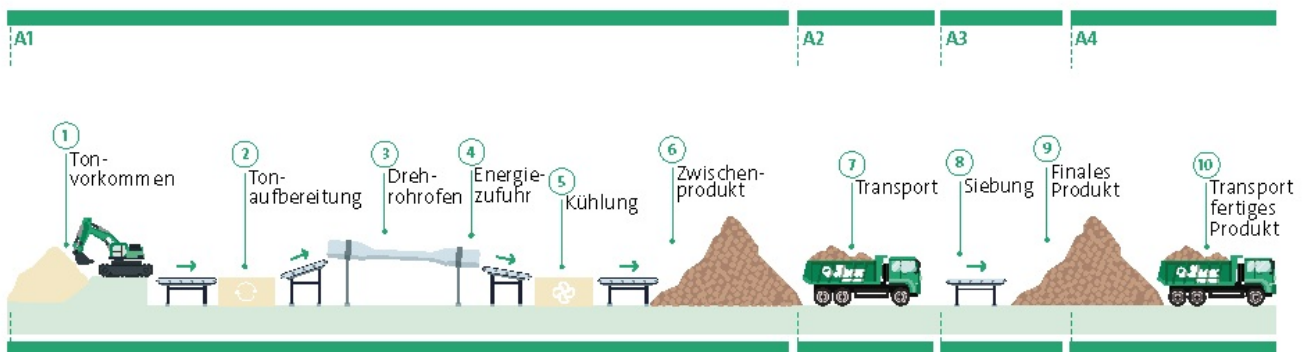 A1
A2
A3
A4
1
Ton-
vorkommen
2
Ton-
aufbereitung
3
Dreh-
rohrofen
4
Energie-
zufuhr
5
Kühlung
6
Zwischen-
produkt
7
Transport
8
Siebung
9
Finales
Produkt
10
Transport
fertiges
Produkt